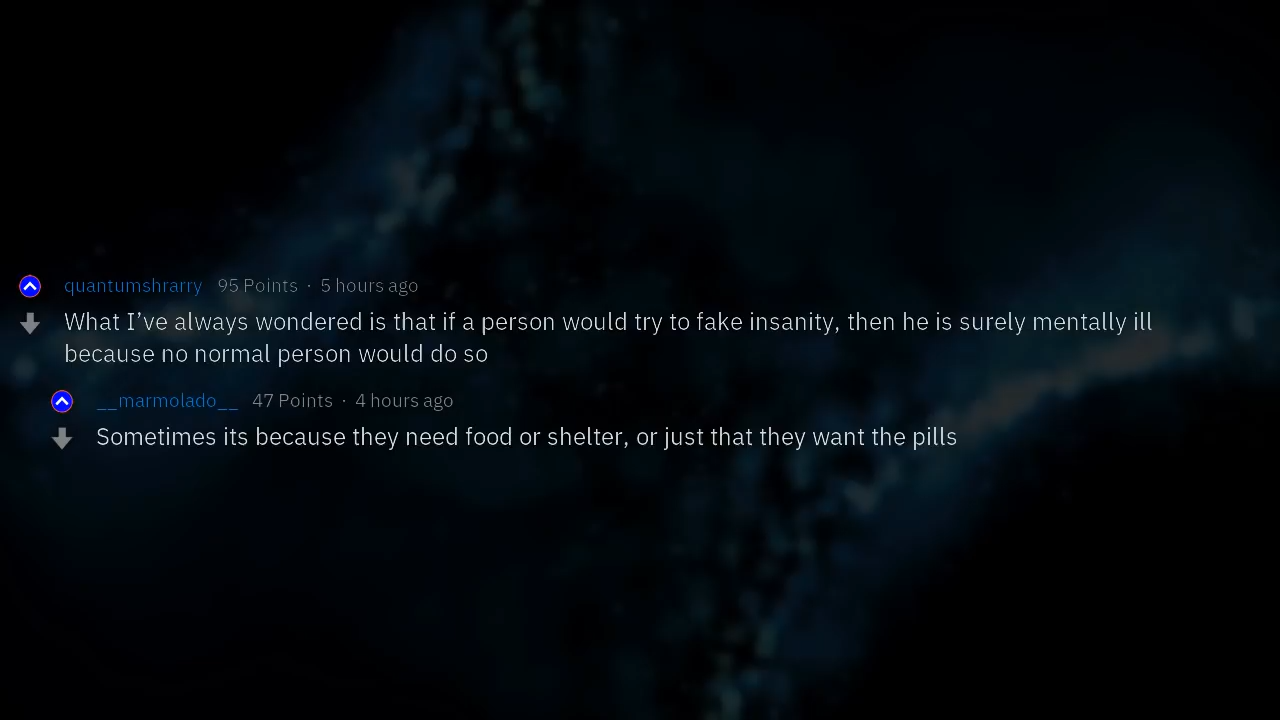 quantumshrarry 95 Points · 5 hours ago
What I’ve always wondered is that if a person would try to fake insanity, then he is surely mentally ill
because no normal person would do so
__marmolado__ 47 Points · 4 hours ago
Sometimes its because they need food or shelter, or just that they want the pills